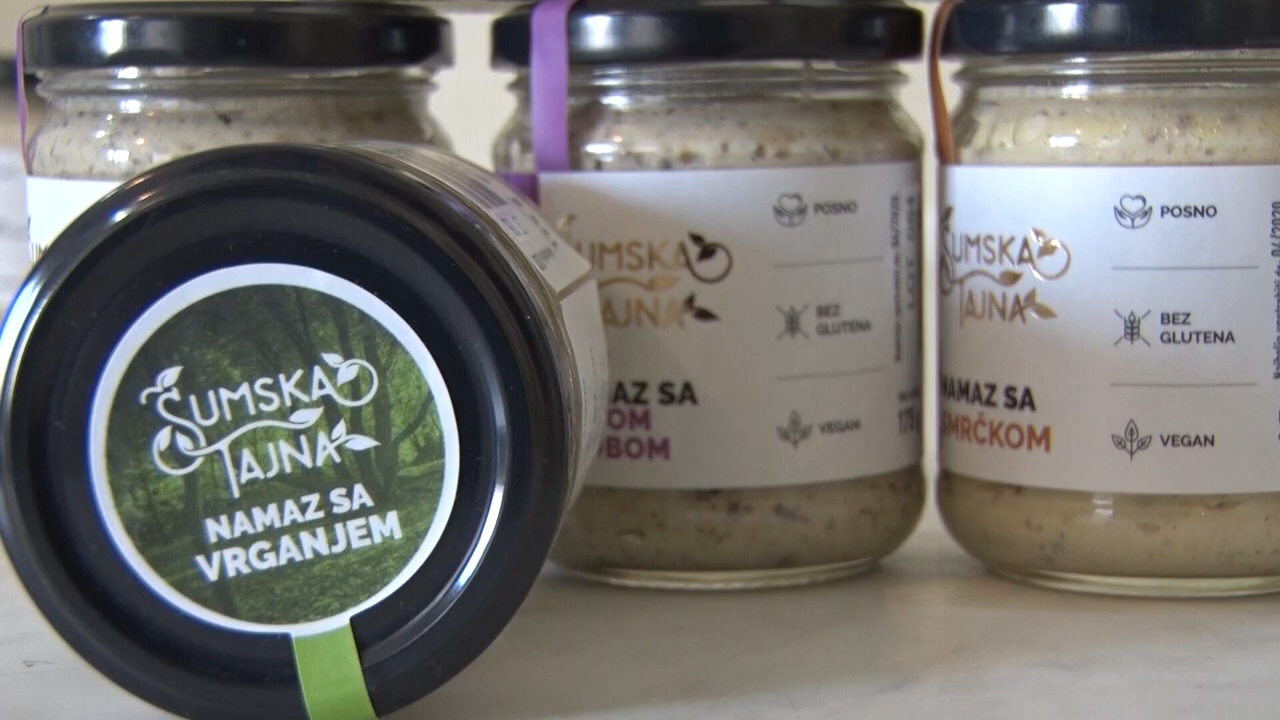 ŠUMSKA
TAJNA
NAMAZ SA
VRGANJEM
UMSKA
TAJNA
AZ SA
OM
BOM
POSNO
BEZ
GLUTENA
VEGAN
ŠUMSKA
TAJNA
NAMAZ SA
SMRČKOM
POSNO
BEZ
GLUTENA
VEGAN